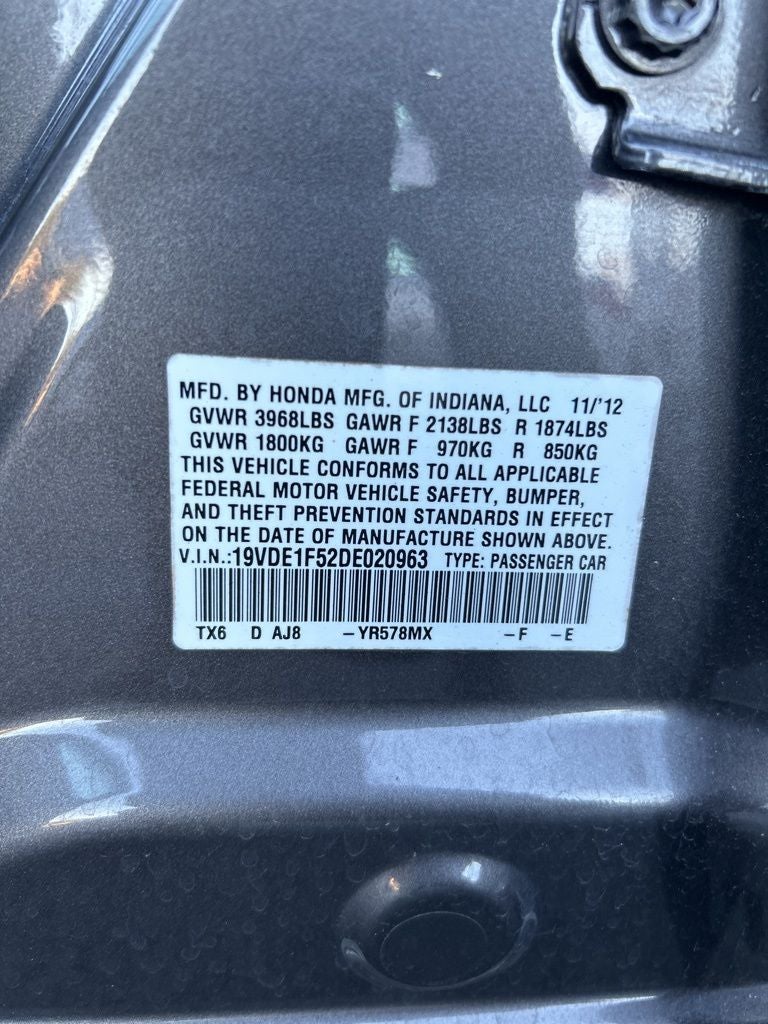 MFD. BY HONDA MFG. OF INDIANA, LLC 11/'12
GVWR 3968LBS GAWR F 2138LBS R 1874LBS
GVWR 1800KG GAWR F 970KG R 850KG
THIS VEHICLE CONFORMS TO ALL APPLICABLE
FEDERAL MOTOR VEHICLE SAFETY, BUMPER,
AND THEFT PREVENTION STANDARDS IN EFFECT
ON THE DATE OF MANUFACTURE SHOWN ABOVE.
V.I.N.:19VDE1F52DE020963 TYPE: PASSENGER CAR
TX6 D AJ8 –YR578MX –F –E